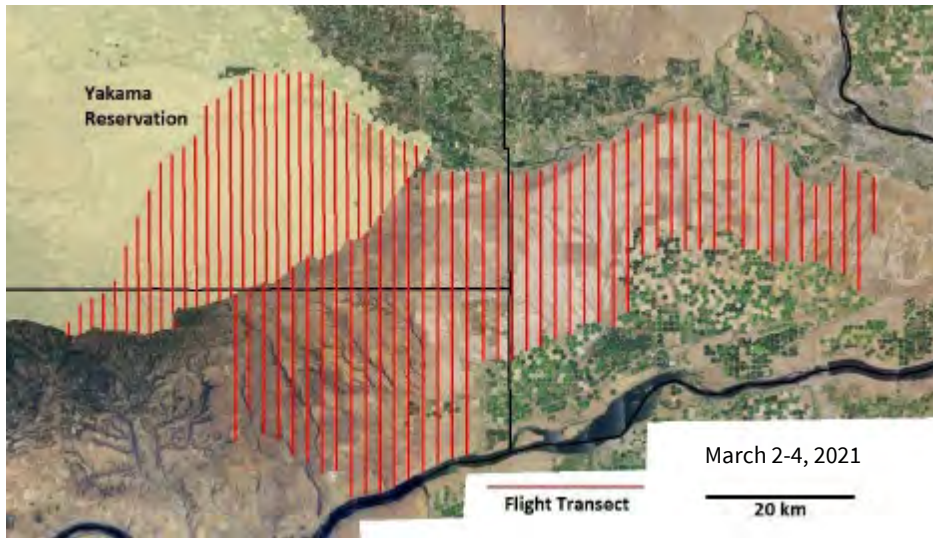 Yakama
Reservation
March 2-4, 2021
Flight Transect
20 km